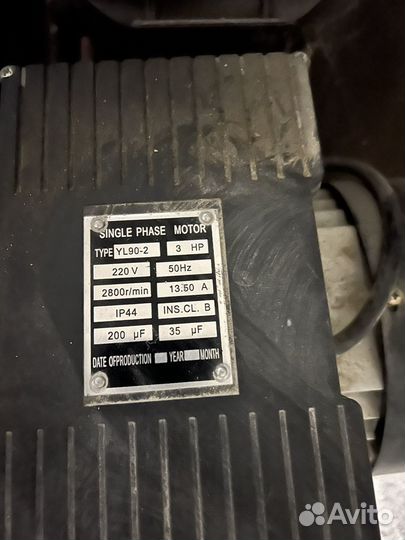 SINGLE PHASE MOTOR
TYPE YL90-2 3 HP
220 V 50Hz
2800r/min 13.50 A
IP44 INS.CL. B
200 µF 35 µF
DATE OFPRODUCTION YEAR MONTH
Avito